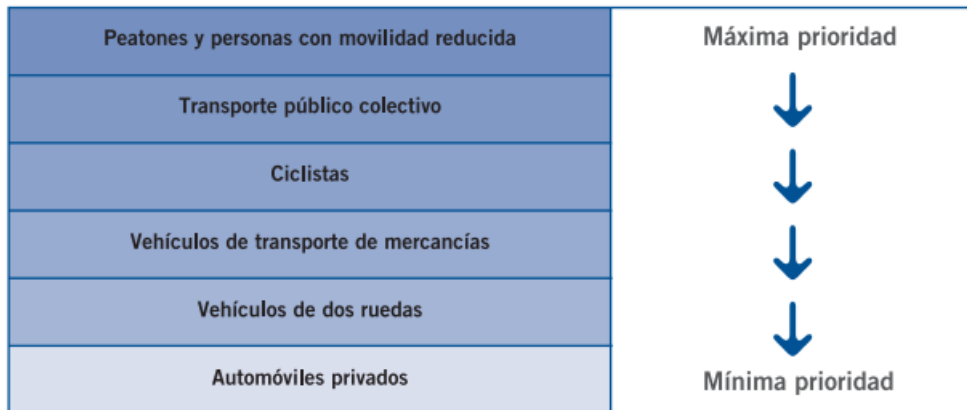 Peatones y personas con movilidad reducida
Máxima prioridad
Transporte público colectivo
Ciclistas
Vehículos de transporte de mercancías
Vehículos de dos ruedas
Automóviles privados
Mínima prioridad